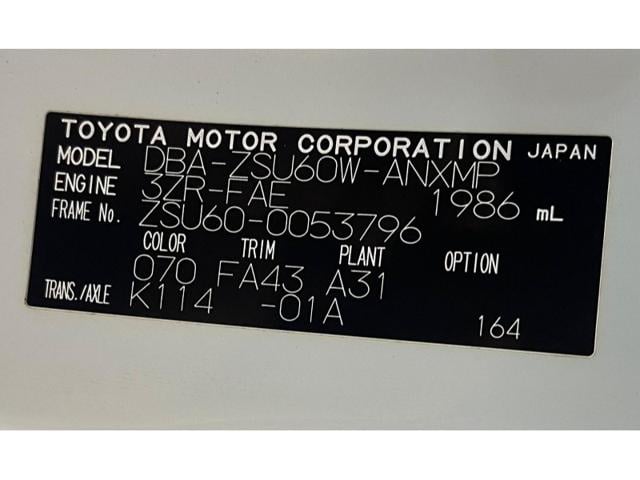 TOYOTA MOTOR CORPORATION JAPAN
MODEL DBA-ZSU60W-ANXMP
ENGINE 3ZR-FAE 1986 mL
FRAME No. ZSU60-0053796
COLOR TRIM PLANT OPTION
070 FA43 A31
TRANS./AXLE K114 -01A 164